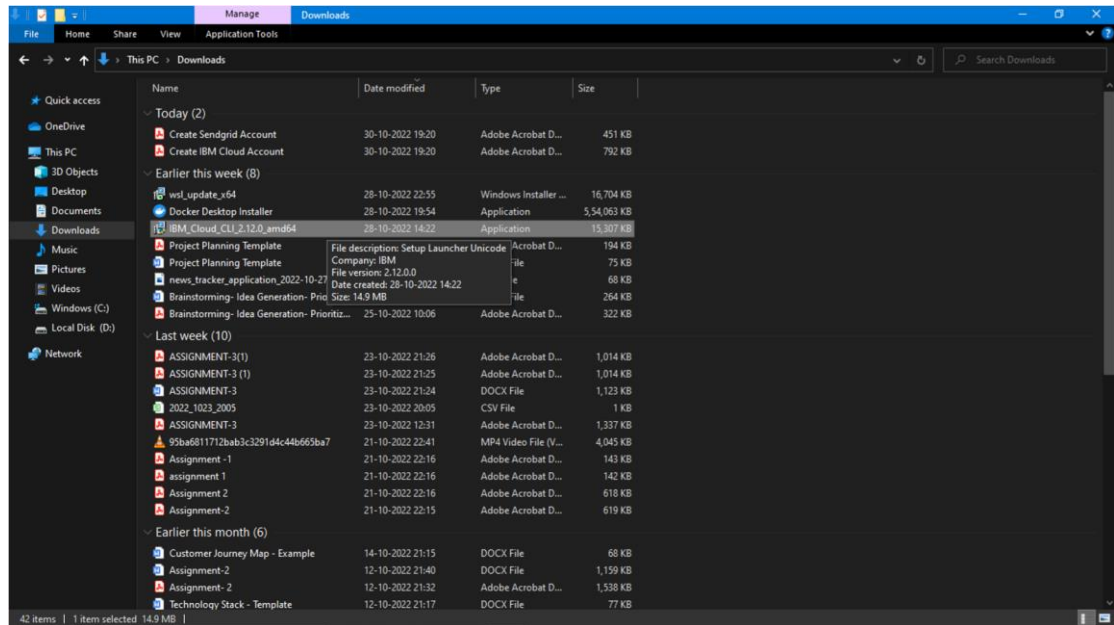 Manage Downloads
File Home Share View Application Tools
This PC › Downloads Search Downloads
Name Date modified Type Size
Quick access
OneDrive
This PC
3D Objects
Desktop
Documents
Downloads
Music
Pictures
Videos
Windows (C:)
Local Disk (D:)
Network
Today (2)
Create Sendgrid Account 30-10-2022 19:20 Adobe Acrobat D... 451 KB
Create IBM Cloud Account 30-10-2022 19:20 Adobe Acrobat D... 792 KB
Earlier this week (8)
wsl_update_x64 28-10-2022 22:55 Windows Installer ... 16,704 KB
Docker Desktop Installer 28-10-2022 19:54 Application 5,54,063 KB
IBM_Cloud_CLI_2.12.0_amd64 28-10-2022 14:22 Application 15,307 KB
Project Planning Template Acrobat D... 194 KB
Project Planning Template 75 KB
news_tracker_application_2022-10-27 68 KB
Brainstorming- Idea Generation- Prio 264 KB
Brainstorming- Idea Generation- Prioritiz... 25-10-2022 10:06 Adobe Acrobat D... 322 KB
File description: Setup Launcher Unicode
Company: IBM
File version: 2.12.0.0
Date created: 28-10-2022 14:22
Size: 14.9 MB
Last week (10)
ASSIGNMENT-3(1) 23-10-2022 21:26 Adobe Acrobat D... 1,014 KB
ASSIGNMENT-3 (1) 23-10-2022 21:25 Adobe Acrobat D... 1,014 KB
ASSIGNMENT-3 23-10-2022 21:24 DOCX File 1,123 KB
2022_1023_2005 23-10-2022 20:05 CSV File 1 KB
ASSIGNMENT-3 23-10-2022 12:31 Adobe Acrobat D... 1,337 KB
95ba6811712bab3c3291d4c44b665ba7 21-10-2022 22:41 MP4 Video File (V... 4,045 KB
Assignment -1 21-10-2022 22:16 Adobe Acrobat D... 143 KB
assignment 1 21-10-2022 22:16 Adobe Acrobat D... 142 KB
Assignment 2 21-10-2022 22:16 Adobe Acrobat D... 618 KB
Assignment-2 21-10-2022 22:15 Adobe Acrobat D... 619 KB
Earlier this month (6)
Customer Journey Map - Example 14-10-2022 21:15 DOCX File 68 KB
Assignment-2 12-10-2022 21:40 DOCX File 1,159 KB
Assignment- 2 12-10-2022 21:32 Adobe Acrobat D... 1,538 KB
Technology Stack - Template 12-10-2022 21:17 DOCX File 77 KB
42 items 1 item selected 14.9 MB